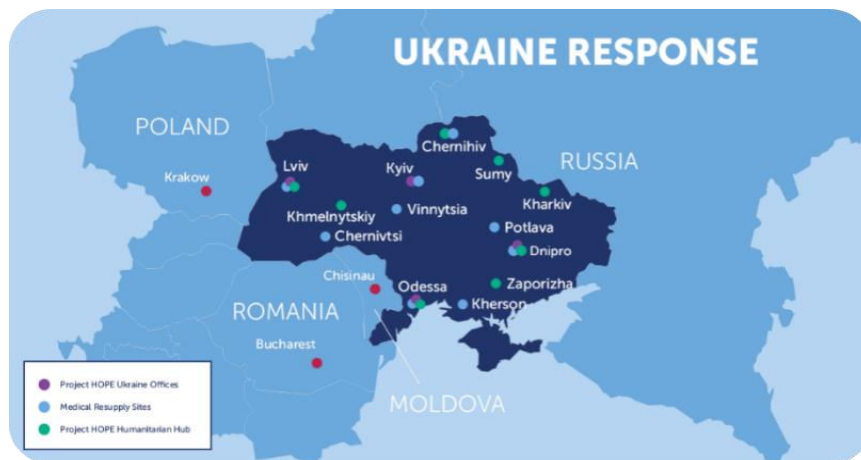 UKRAINE RESPONSE
POLAND
Krakow
Lviv
Kyiv
Chernihiv
Sumy
RUSSIA
Kharkiv
Khmelnytskiy
Vinnytsia
Chernivtsi
Potlava
Dnipro
Chisinau
Odessa
Zaporizha
Kherson
ROMANIA
Bucharest
MOLDOVA
Project HOPE Ukraine Offices
Medical Resupply Sites
Project HOPE Humanitarian Hub